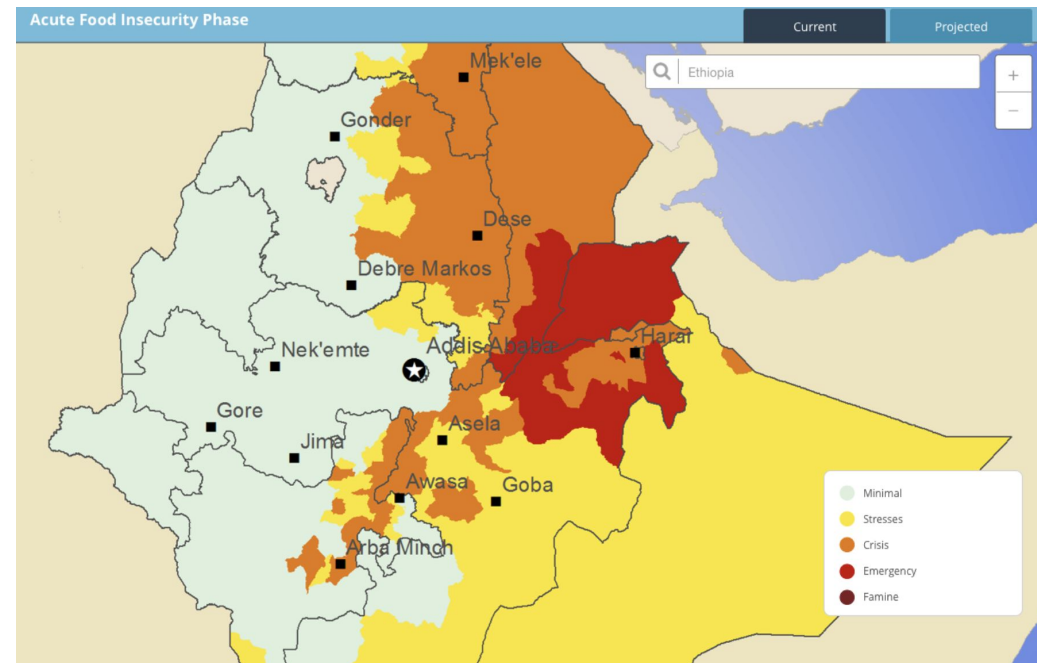 Acute Food Insecurity Phase
Current
Projected
Ethiopia
+
−
Mek'ele
Gonder
Dese
Debre Markos
Addis Ababa
Harar
Nek'emte
Gore
Jima
Asela
Awasa
Goba
Arba Minch
Minimal
Stresses
Crisis
Emergency
Famine